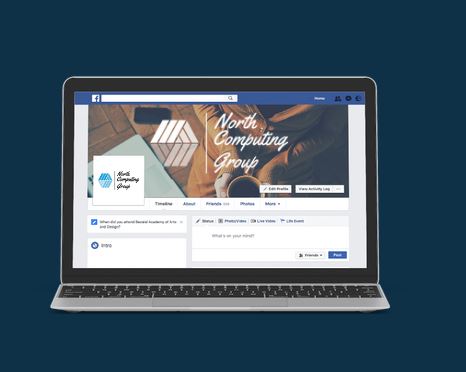 f
Home
North
Computing
Group
North
Computing
Group
Edit Profile
View Activity Log
Timeline About Friends Photos More
When did you attend Savard Academy of Arts
and Design?
Intro
Status Photo/Video Live Video Life Event
What's on your mind?
Friends
Post